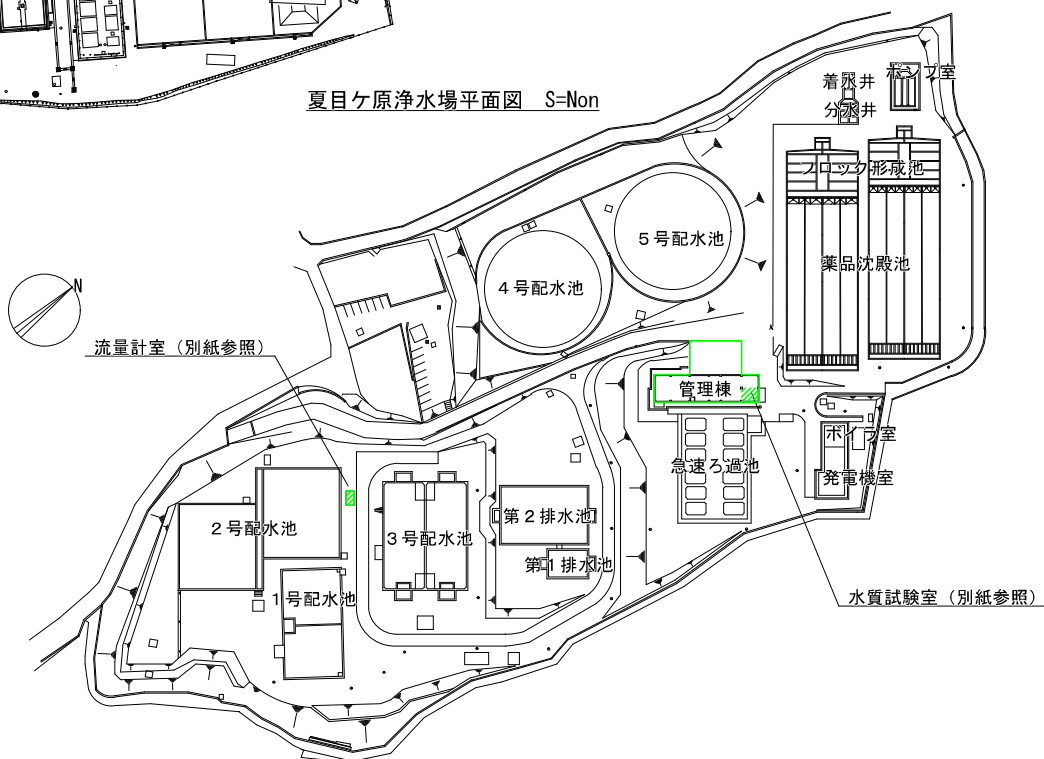 夏目ケ原浄水場平面図　S=Non
着水井
ポンプ室
分水井
フロック形成池
5号配水池
薬品沈殿池
4号配水池
N
流量計室（別紙参照）
管理棟
ボイラ室
急速ろ過池
発電機室
2号配水池
3号配水池
第2排水池
第1排水池
1号配水池
水質試験室（別紙参照）